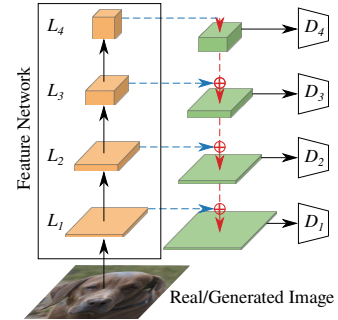 L4
D4
L3
D3
L2
D2
L1
D1
Feature Network
Real/Generated Image